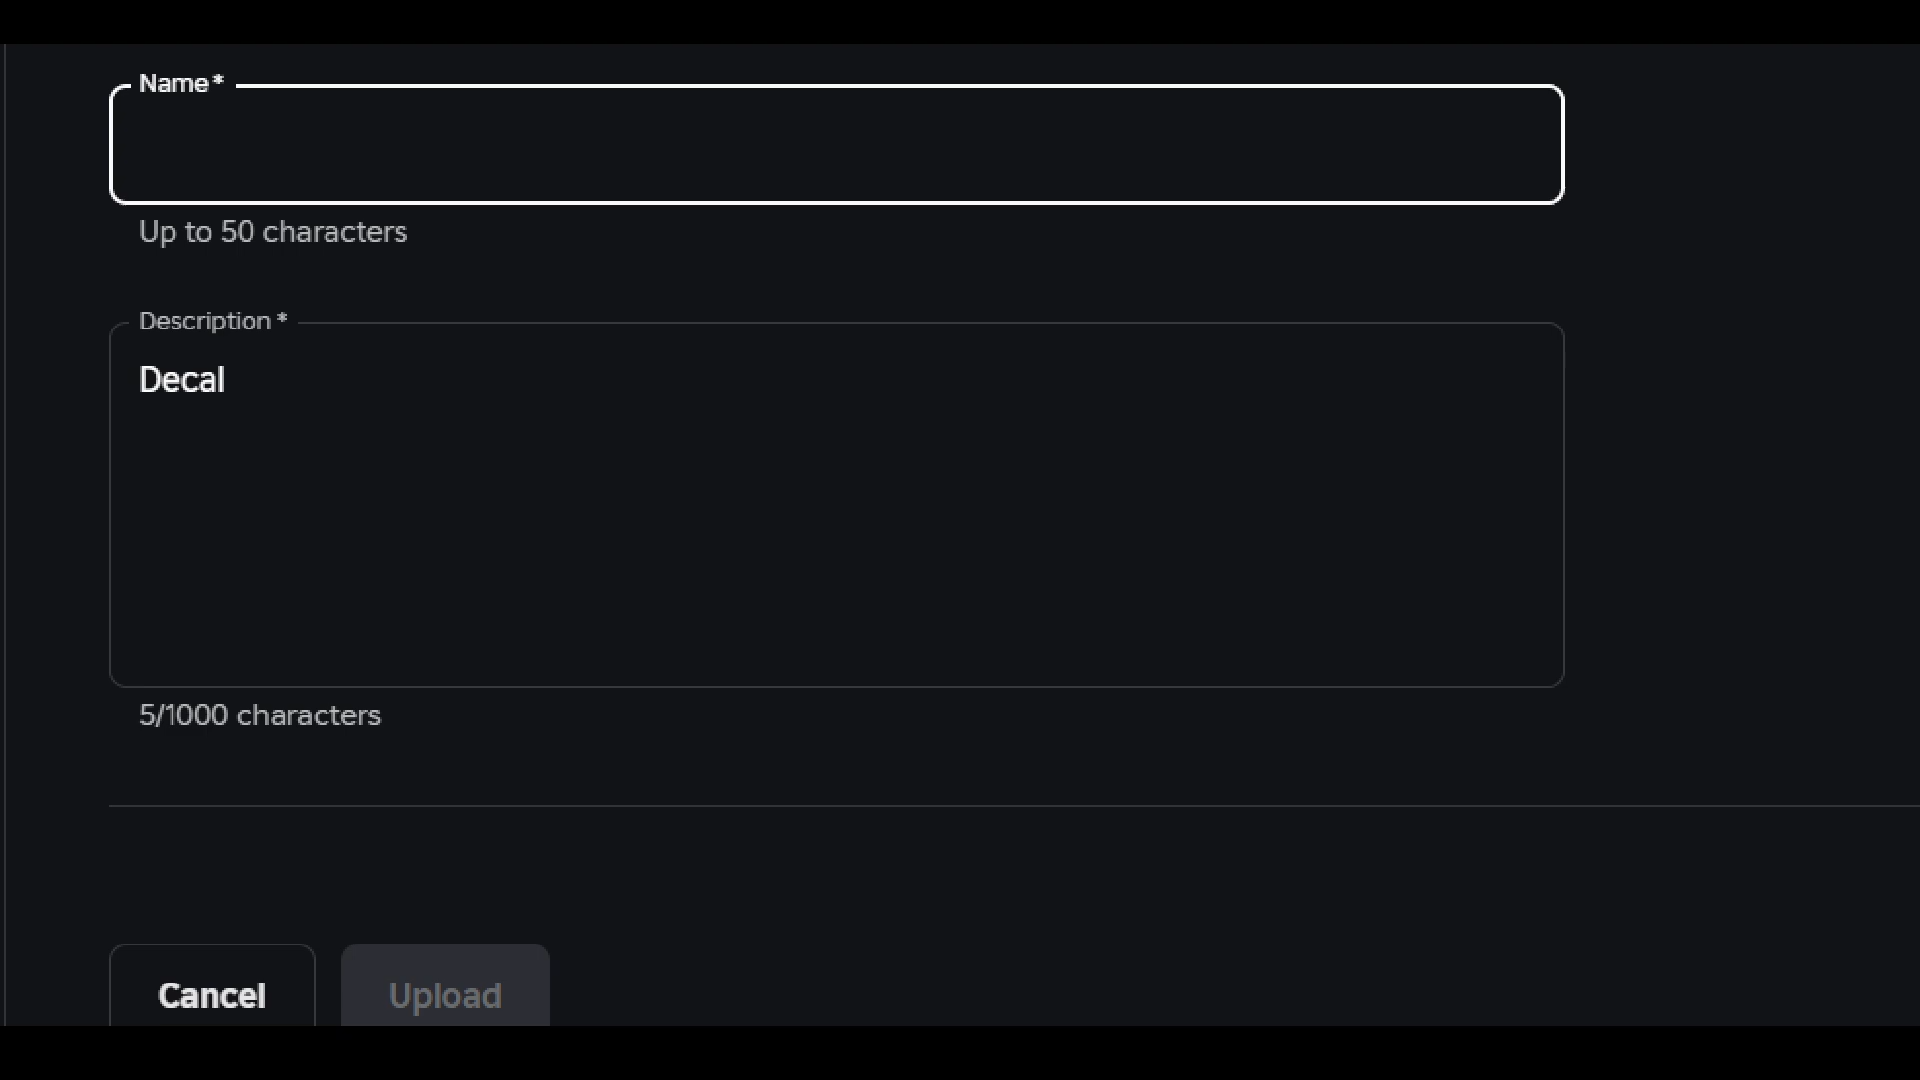 Name*
Up to 50 characters
Description *
Decal
5/1000 characters
Cancel
Upload